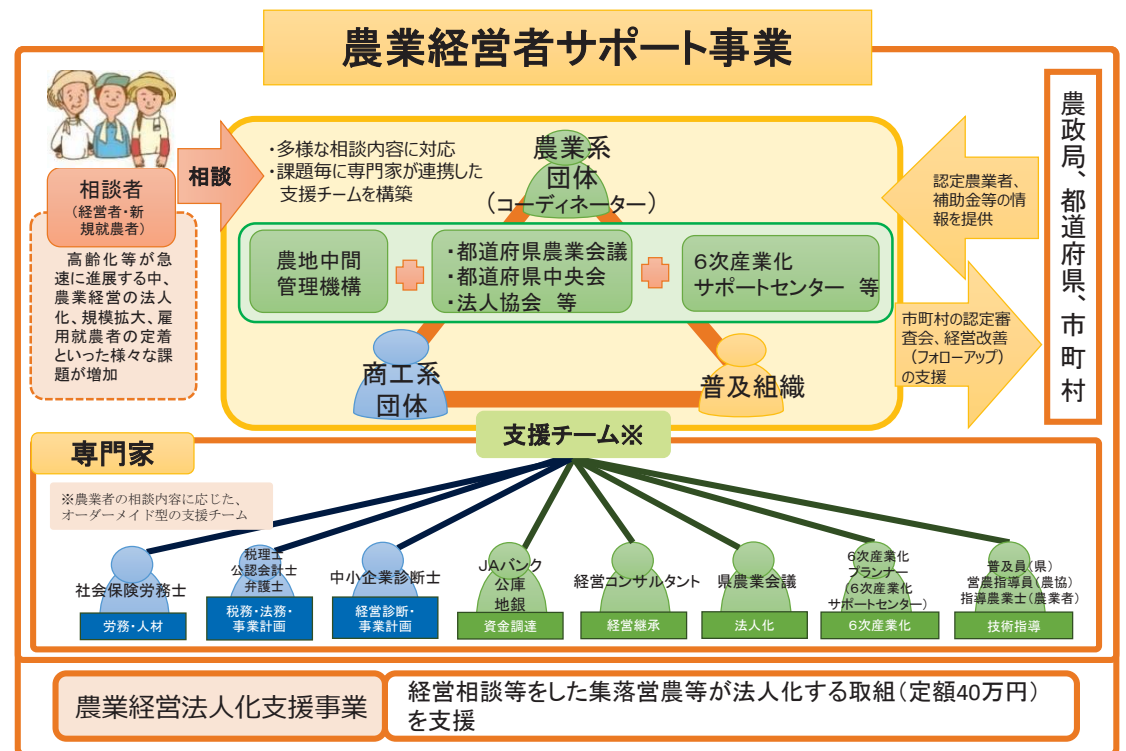 農業経営者サポート事業
相談者
(経営者・新
規就農者)
高齢化等が急
速に進展する中、
農業経営の法人
化、規模拡大、雇
用就農者の定着
といった様々な課
題が増加
相談
・多様な相談内容に対応
・課題毎に専門家が連携した
支援チームを構築
農業系
団体
(コーディネーター)
農地中間
管理機構
・都道府県農業会議
・都道府県中央会
・法人協会 等
6次産業化
サポートセンター 等
商工系
団体
普及組織
認定農業者、
補助金等の情
報を提供
市町村の認定審
査会、経営改善
(フォローアップ)
の支援
農政局、都道府県、市町村
支援チーム※
専門家
※農業者の相談内容に応じた、
オーダーメイド型の支援チーム
社会保険労務士
労務・人材
税理士
公認会計士
弁護士
税務・法務・
事業計画
中小企業診断士
経営診断・
事業計画
JAバンク
公庫
地銀
資金調達
経営コンサルタント
経営継承
県農業会議
法人化
6次産業化
プランナー
(6次産業化
サポートセンター)
6次産業化
普及員(県)
営農指導員(農協)
指導農業士(農業者)
技術指導
農業経営法人化支援事業
経営相談等をした集落営農等が法人化する取組(定額40万円)
を支援